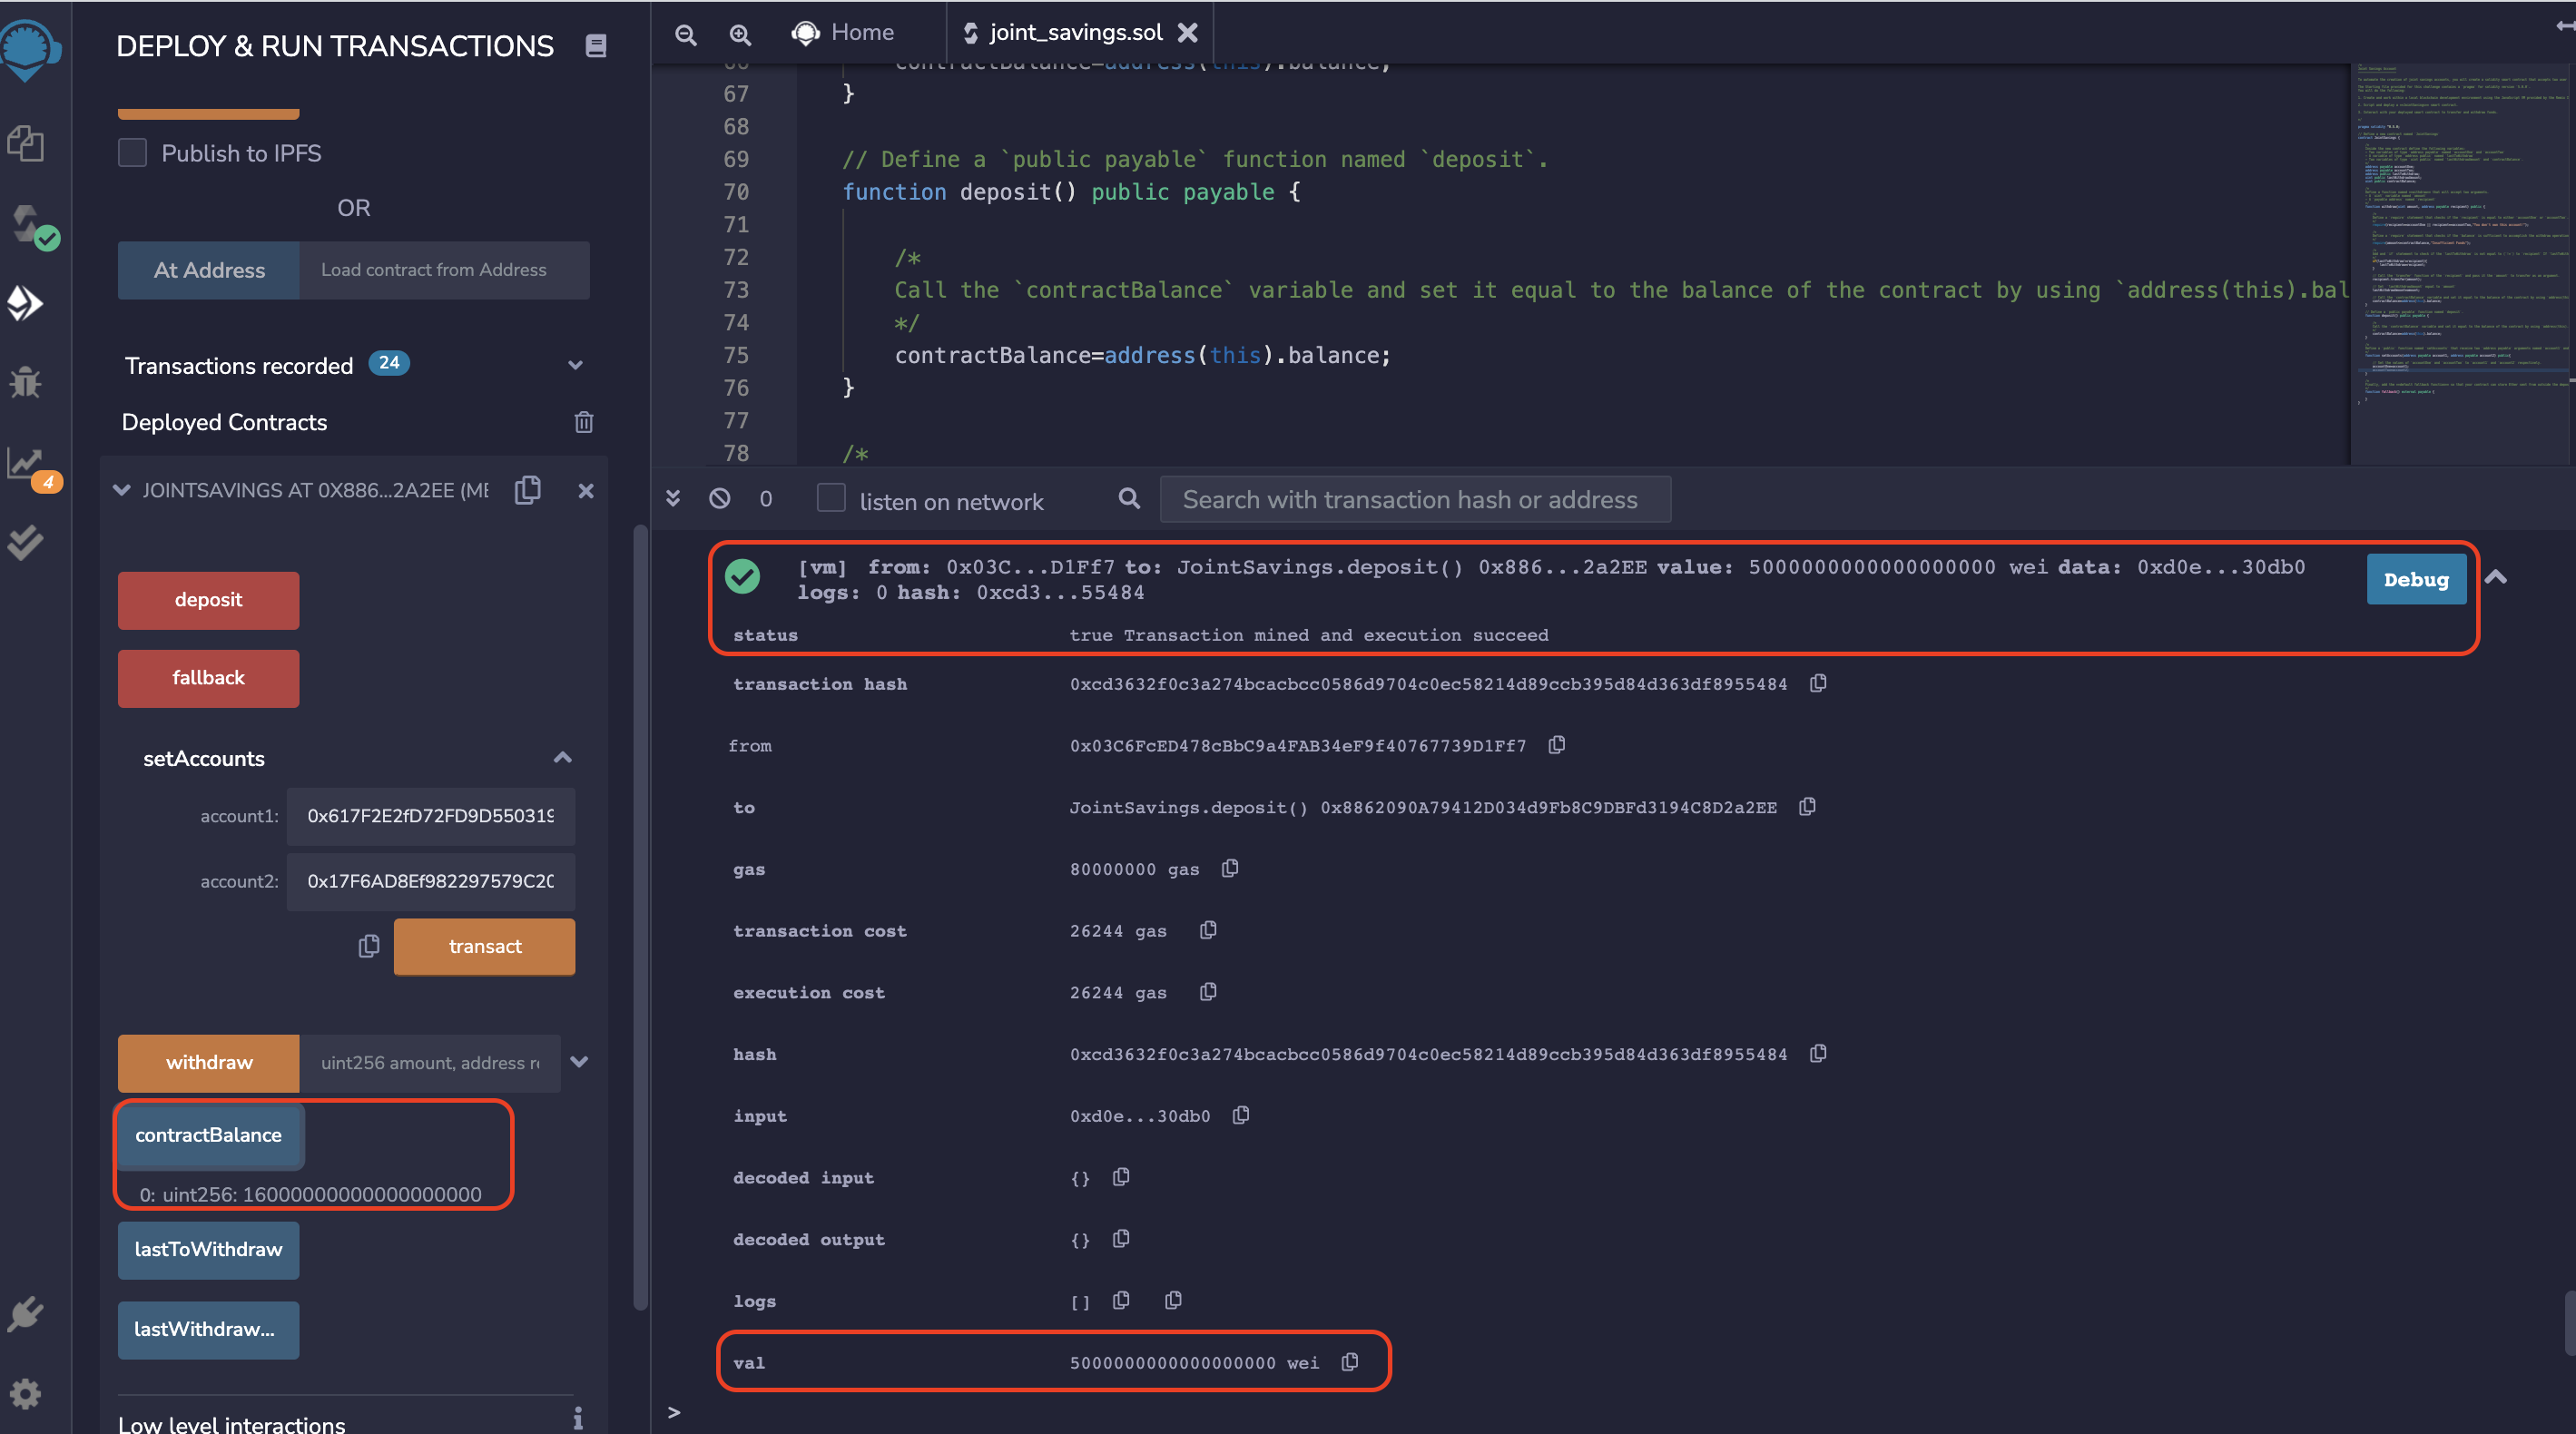 DEPLOY & RUN TRANSACTIONS
Publish to IPFS
OR
At Address
Load contract from Address
Transactions recorded 24
Deployed Contracts
4
JOINTSAVINGS AT 0X886...2A2EE (ME
deposit
fallback
setAccounts
account1: 0x617F2E2fD72FD9D550319
account2: 0x17F6AD8Ef982297579C20
transact
withdraw
uint256 amount, address re
contractBalance
0: uint256: 16000000000000000000
lastToWithdraw
lastWithdraw...
Low level interactions
Home
joint_savings.sol
66 contractBalance=address(this).balance;
67 }
68
69 // Define a `public payable` function named `deposit`.
70 function deposit() public payable {
71
72 /*
73 Call the `contractBalance` variable and set it equal to the balance of the contract by using `address(this).bal
74 */
75 contractBalance=address(this).balance;
76 }
77
78 /*
0
listen on network
Search with transaction hash or address
[vm] from: 0x03C...D1Ff7 to: JointSavings.deposit() 0x886...2a2EE value: 5000000000000000000 wei data: 0xd0e...30db0
logs: 0 hash: 0xcd3...55484
Debug
status true Transaction mined and execution succeed
transaction hash 0xcd3632f0c3a274bcacbcc0586d9704c0ec58214d89ccb395d84d363df8955484
from 0x03C6FcED478cBbC9a4FAB34eF9f40767739D1Ff7
to JointSavings.deposit() 0x8862090A79412D034d9Fb8C9DBFd3194C8D2a2EE
gas 80000000 gas
transaction cost 26244 gas
execution cost 26244 gas
hash 0xcd3632f0c3a274bcacbcc0586d9704c0ec58214d89ccb395d84d363df8955484
input 0xd0e...30db0
decoded input {}
decoded output {}
logs []
val 5000000000000000000 wei
>